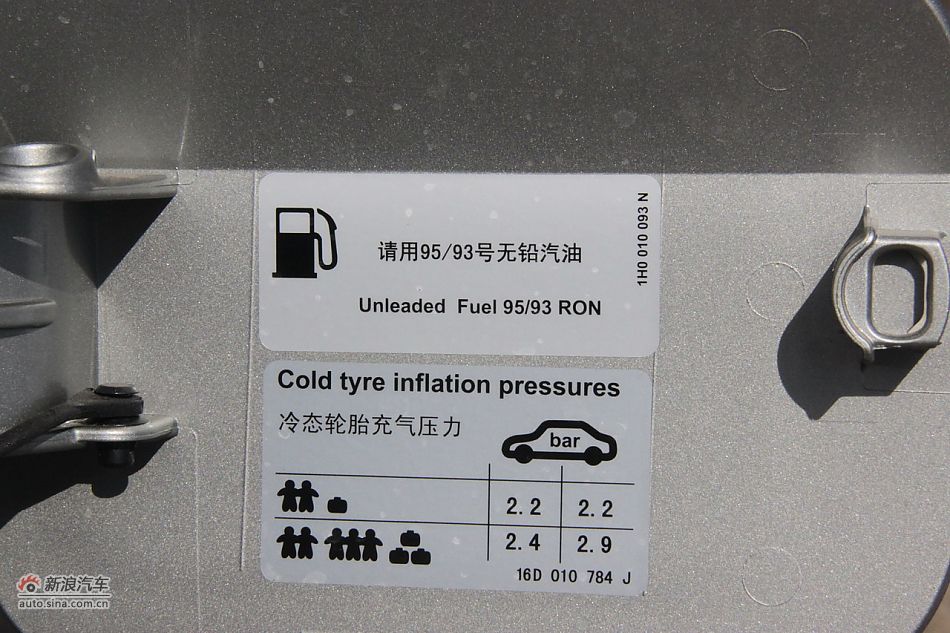 请用95/93号无铅汽油
Unleaded Fuel 95/93 RON
1H0 010 093 N
Cold tyre inflation pressures
冷态轮胎充气压力
bar
2.2 2.2
2.4 2.9
16D 010 784 J
新浪汽车
auto.sina.com.cn